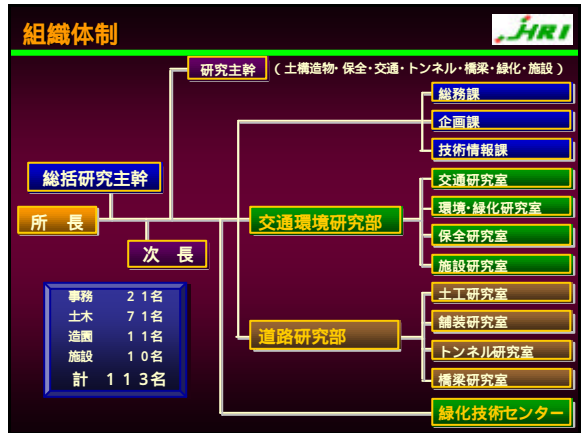 組織体制
JHRI
研究主幹
(土構造物・保全・交通・トンネル・橋梁・緑化・施設)
総務課
企画課
技術情報課
総括研究主幹
所 長
次 長
交通環境研究部
交通研究室
環境・緑化研究室
保全研究室
施設研究室
道路研究部
土工研究室
舗装研究室
トンネル研究室
橋梁研究室
緑化技術センター
事務 21名
土木 71名
造園 11名
施設 10名
計 113名